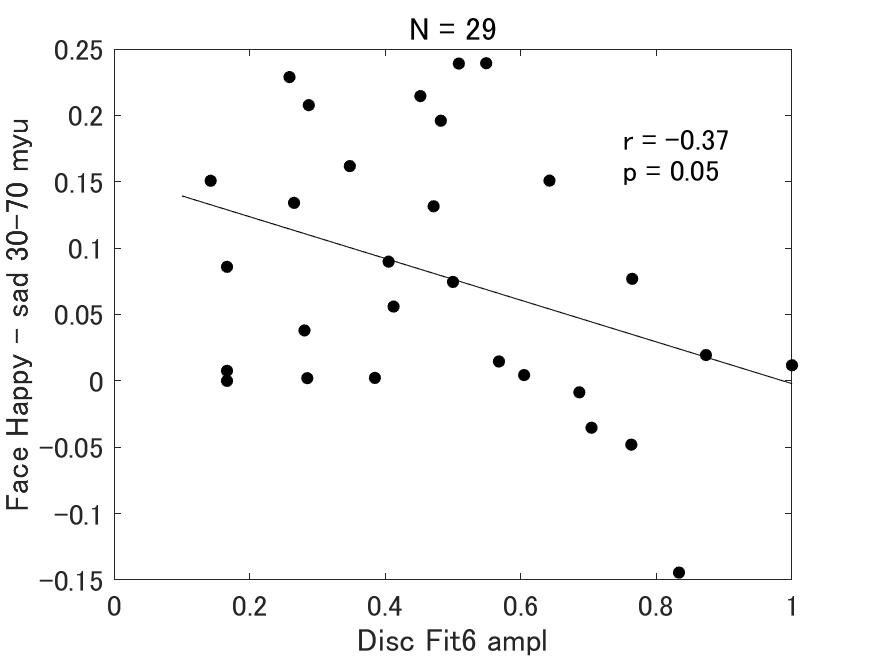 N = 29
0.25
0.2
0.15
0.1
0.05
0
−0.05
−0.1
−0.15
Face Happy − sad 30−70 myu
r = −0.37
p = 0.05
0 0.2 0.4 0.6 0.8 1
Disc Fit6 ampl